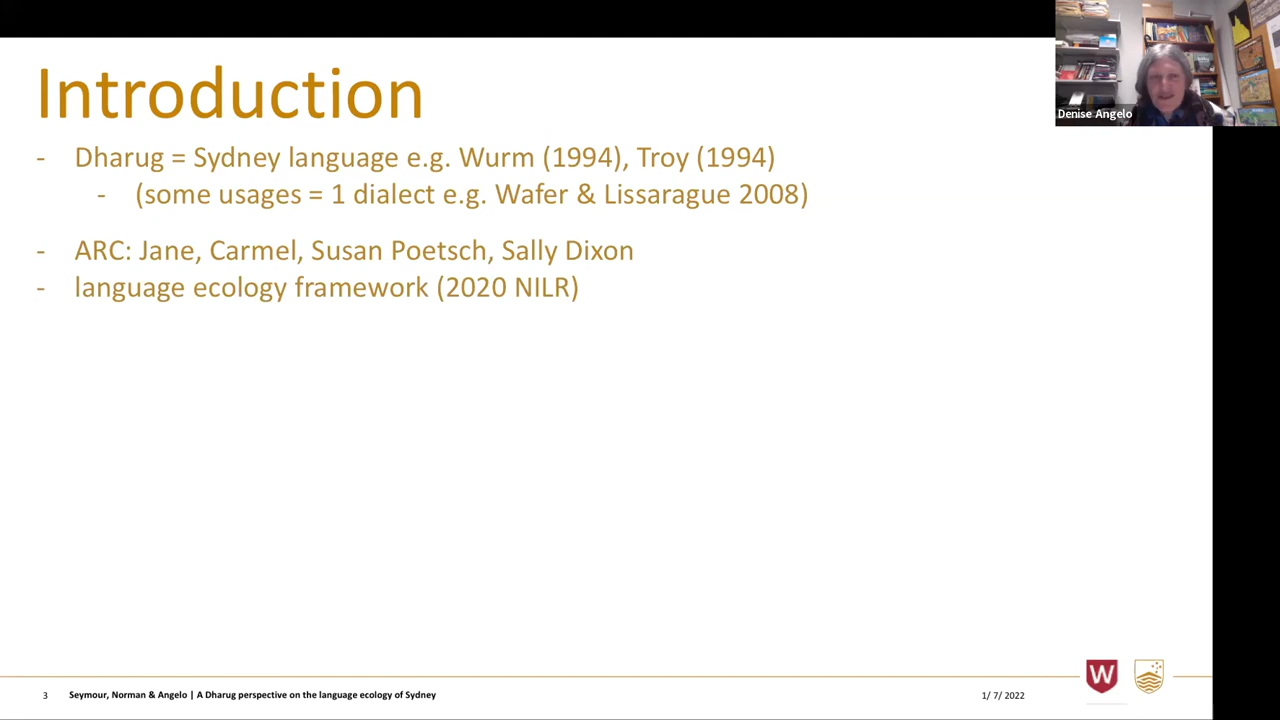 Introduction
- Dharug = Sydney language e.g. Wurm (1994), Troy (1994)
- (some usages = 1 dialect e.g. Wafer & Lissarague 2008)
- ARC: Jane, Carmel, Susan Poetsch, Sally Dixon
- language ecology framework (2020 NILR)
Denise Angelo
3 Seymour, Norman & Angelo | A Dharug perspective on the language ecology of Sydney 1/ 7/ 2022
W